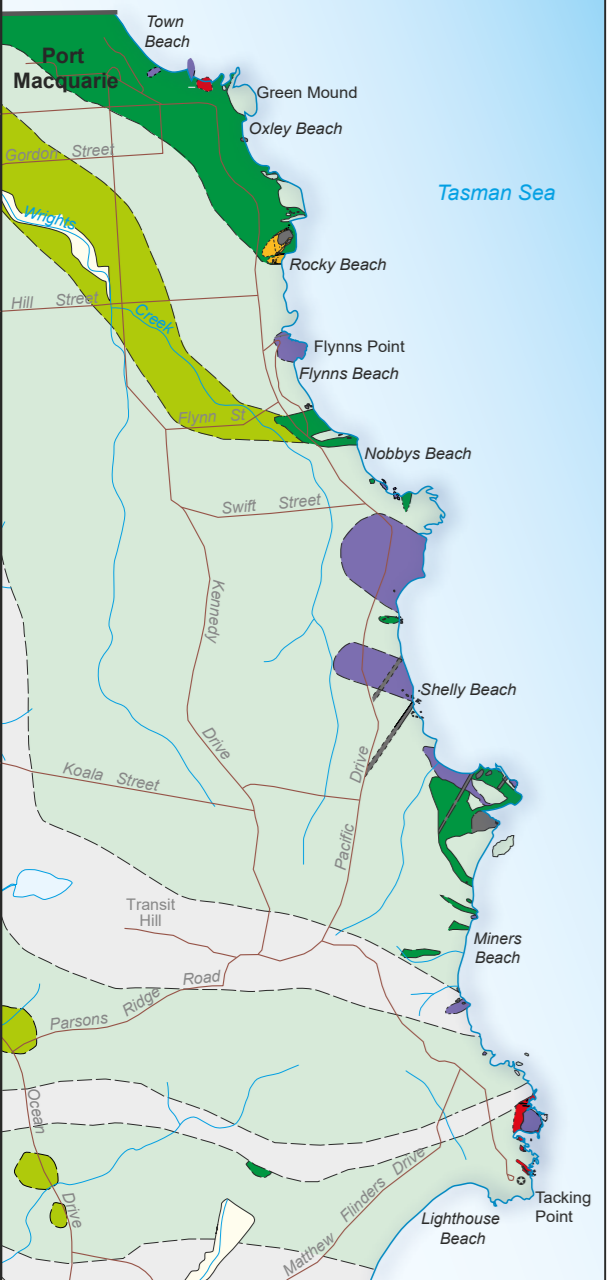 Town
Beach
Port
Macquarie
Green Mound
Oxley Beach
Gordon Street
Tasman Sea
Wrights
Rocky Beach
Hill Street
Creek
Flynns Point
Flynns Beach
Flynn St
Nobbys Beach
Swift Street
Kennedy
Shelly Beach
Drive
Drive
Koala Street
Pacific
Transit
Hill
Miners
Beach
Parsons Ridge Road
Ocean
Drive
Matthew Flinders Drive
Tacking
Point
Lighthouse
Beach